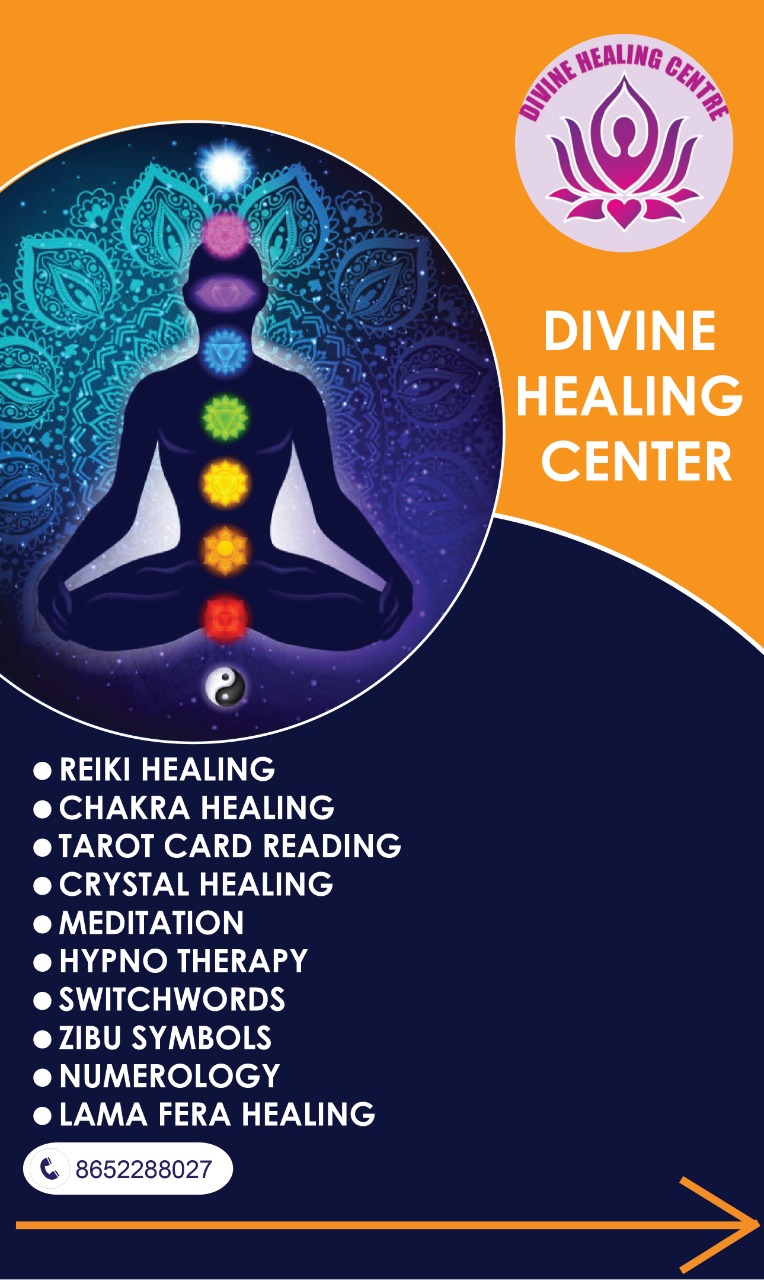 DIVINE HEALING CENTRE
DIVINE
HEALING
CENTER
● REIKI HEALING
● CHAKRA HEALING
● TAROT CARD READING
● CRYSTAL HEALING
● MEDITATION
● HYPNO THERAPY
● SWITCHWORDS
● ZIBU SYMBOLS
● NUMEROLOGY
● LAMA FERA HEALING
8652288027